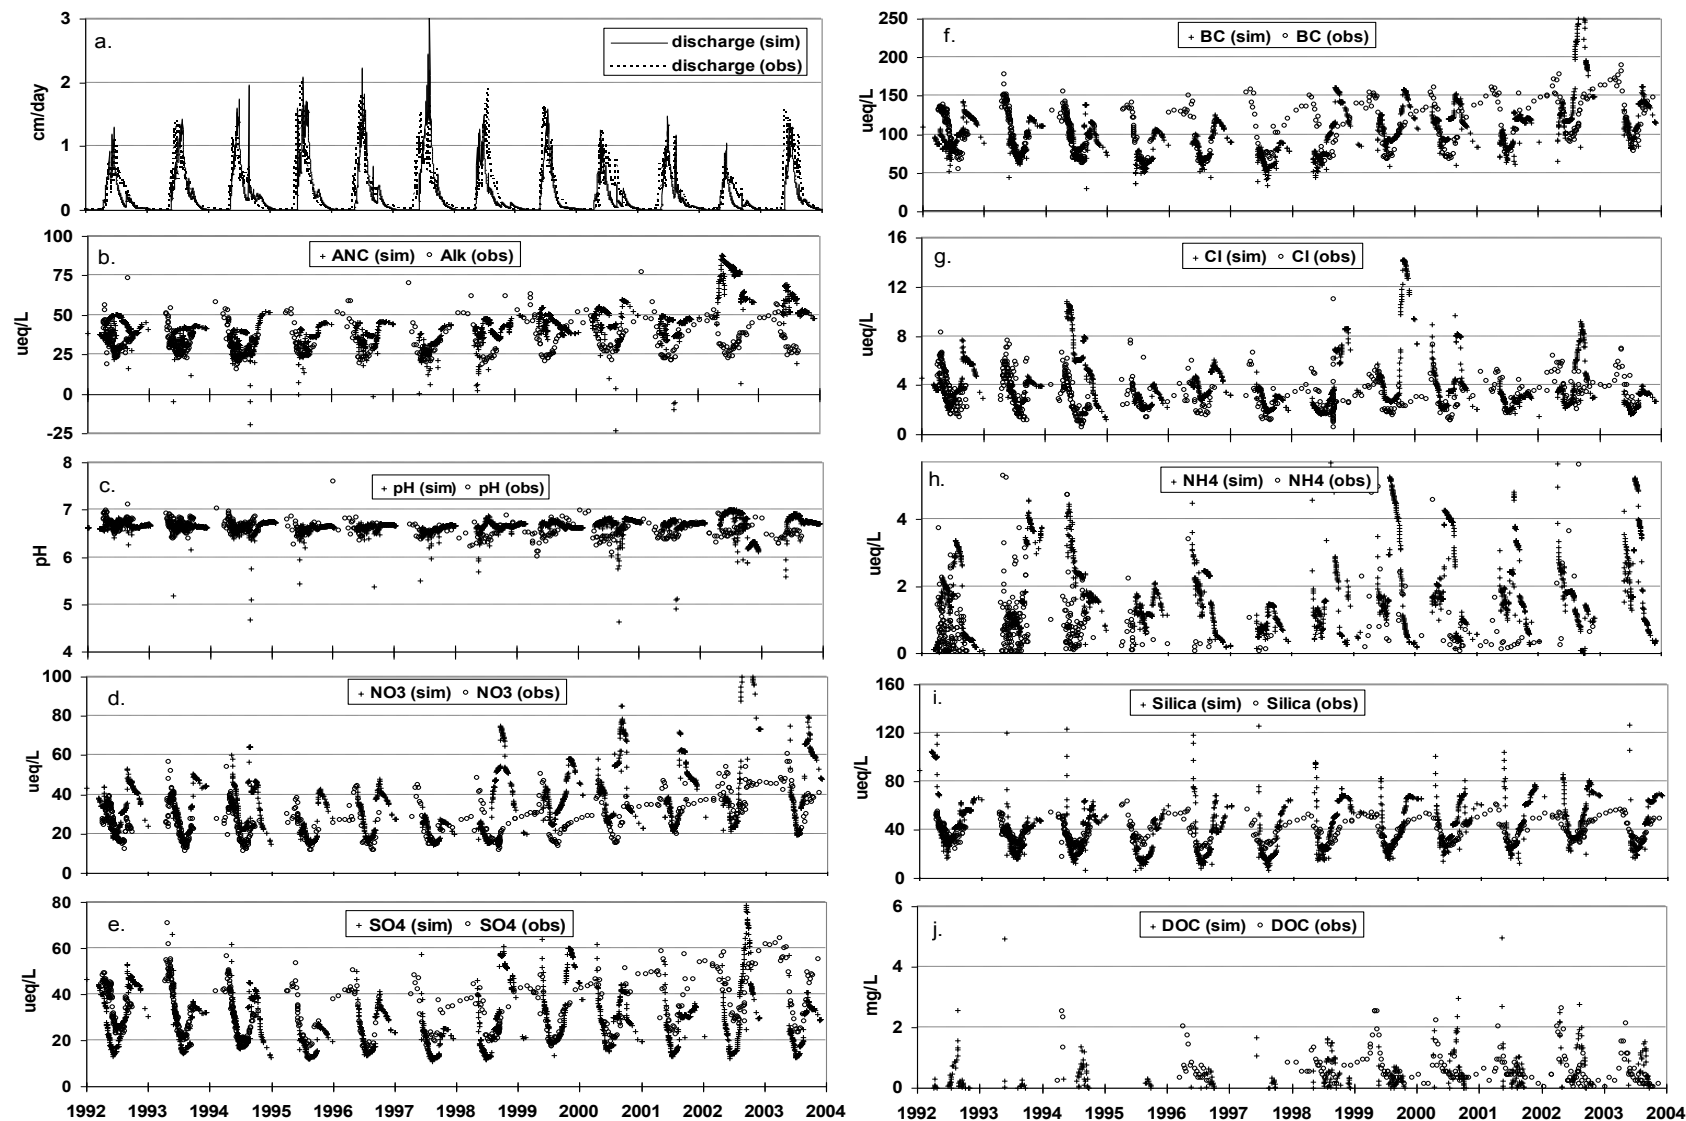 a.
discharge (sim)
discharge (obs)
cm/day
3
2
1
0
b.
ANC (sim) Alk (obs)
ueq/L
100
75
50
25
0
-25
c.
pH (sim) pH (obs)
pH
8
7
6
5
4
d.
NO3 (sim) NO3 (obs)
ueq/L
100
80
60
40
20
0
e.
SO4 (sim) SO4 (obs)
ueq/L
80
60
40
20
0
1992 1993 1994 1995 1996 1997 1998 1999 2000 2001 2002 2003 2004
f.
BC (sim) BC (obs)
ueq/L
250
200
150
100
50
0
g.
Cl (sim) Cl (obs)
ueq/L
16
12
8
4
0
h.
NH4 (sim) NH4 (obs)
ueq/L
4
2
0
i.
Silica (sim) Silica (obs)
ueq/L
160
120
80
40
0
j.
DOC (sim) DOC (obs)
mg/L
6
4
2
0
1992 1993 1994 1995 1996 1997 1998 1999 2000 2001 2002 2003 2004